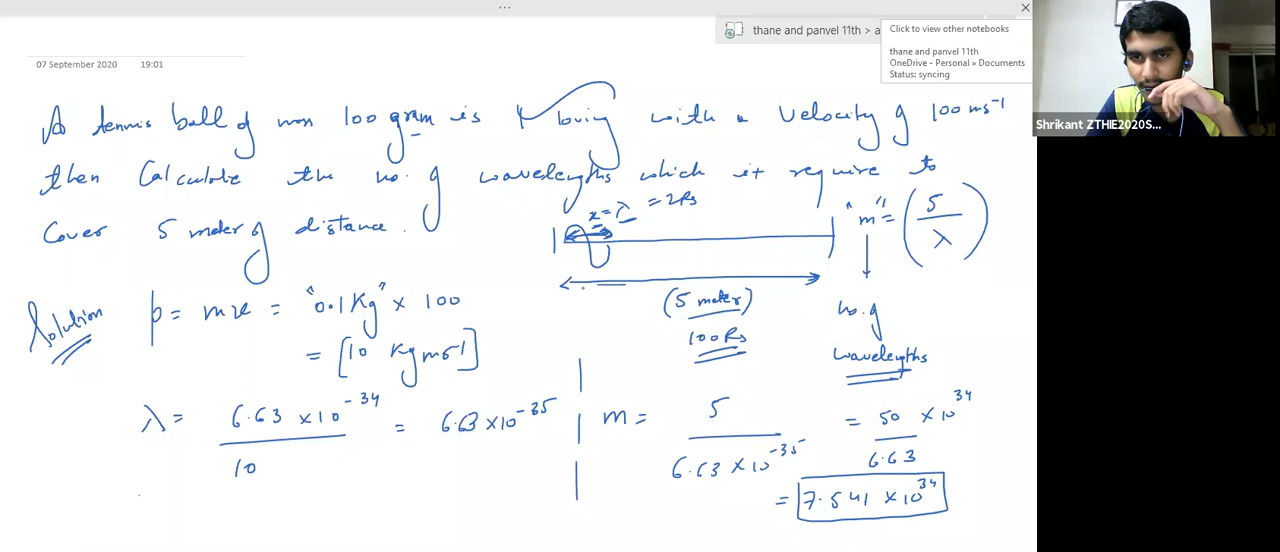 thane and panvel 11th > a
Click to view other notebooks
thane and panvel 11th
OneDrive - Personal » Documents
Status: syncing
Shrikant ZTHIE2020S...
07 September 2020 19:01
A tennis ball of mass 100 gram is Moving with a velocity of 100 ms⁻¹
then Calculate the no. of wavelengths which it require to
Cover 5 meter of distance.
x = λ = 2Rs
"m" = (5/λ)
(5 meter)
100 Rs
no. of
wavelengths
Solution
p = mv = "0.1 Kg" × 100
= [10 Kg ms⁻¹]
λ = 6.63 × 10⁻³⁴ / 10 = 6.63 × 10⁻³⁵
m = 5 / 6.63 × 10⁻³⁵ = 50 / 6.63 × 10³⁴
= 7.541 × 10³⁴